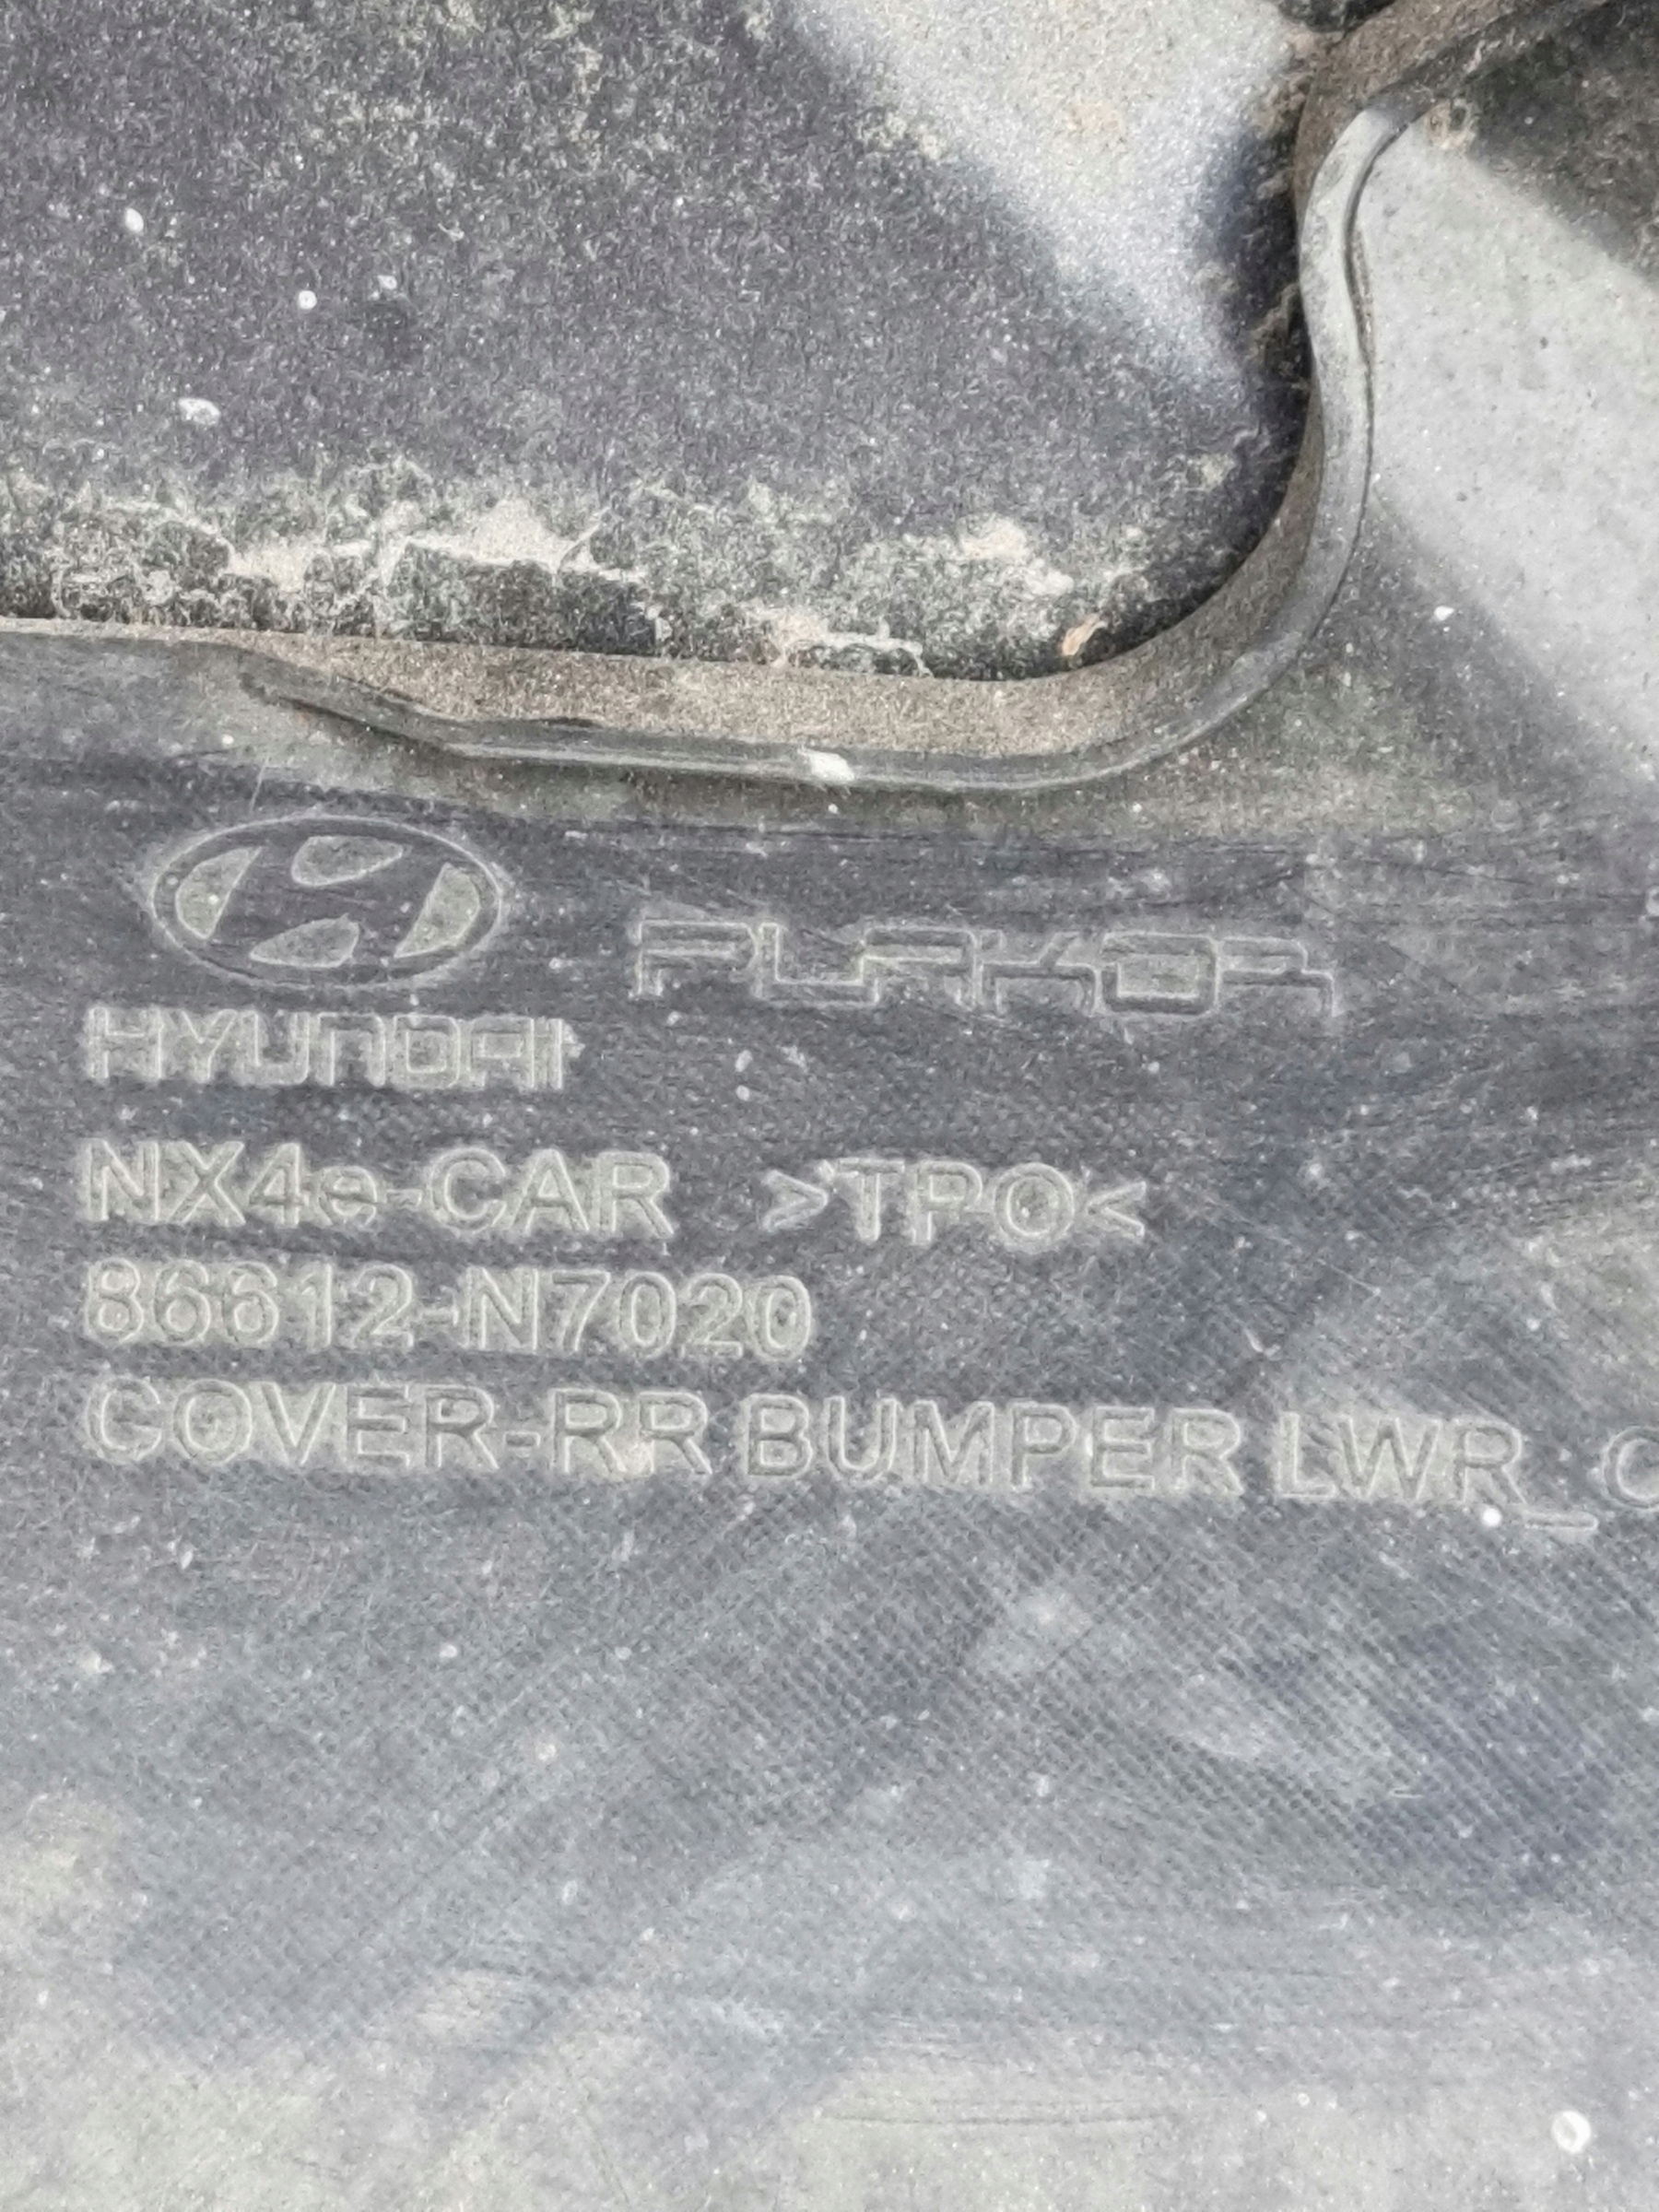 PLAKOR
HYUNDAI
NX4e-CAR >TPO<
86612-N7020
COVER-RR BUMPER LWR_